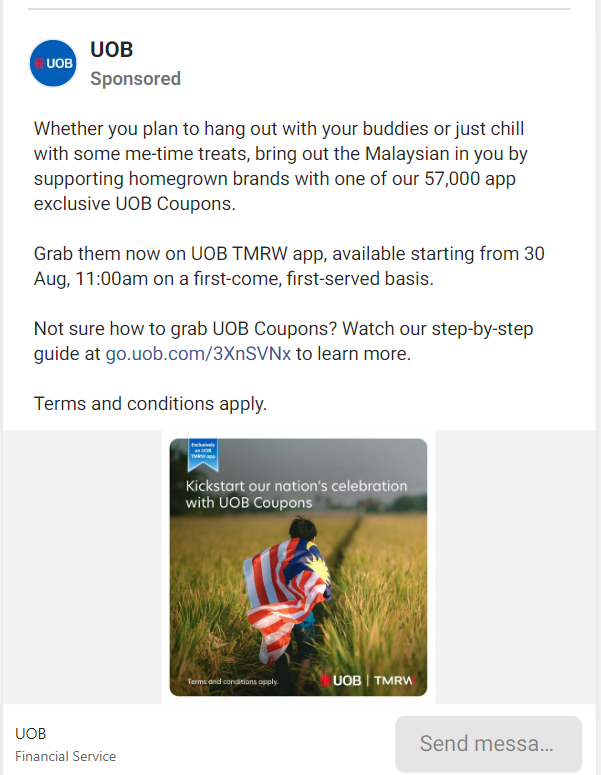 UOB
UOB
Sponsored
Whether you plan to hang out with your buddies or just chill
with some me-time treats, bring out the Malaysian in you by
supporting homegrown brands with one of our 57,000 app
exclusive UOB Coupons.
Grab them now on UOB TMRW app, available starting from 30
Aug, 11:00am on a first-come, first-served basis.
Not sure how to grab UOB Coupons? Watch our step-by-step
guide at go.uob.com/3XnSVNx to learn more.
Terms and conditions apply.
Exclusively
on UOB
TMRW app
Kickstart our nation's celebration
with UOB Coupons
Terms and conditions apply.
UOB | TMRW
UOB
Financial Service
Send messa...